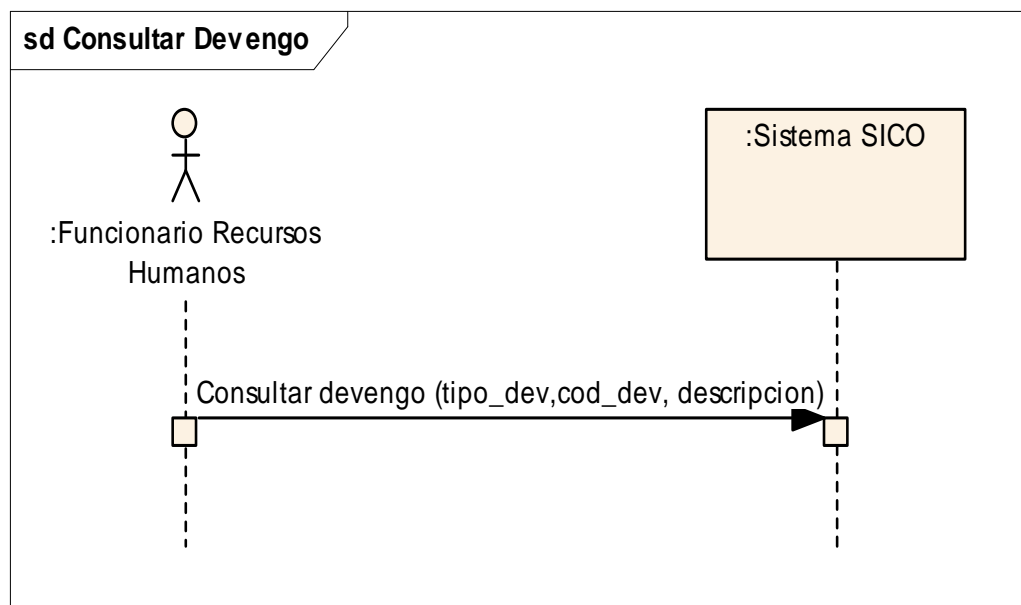 sd Consultar Devengo
:Funcionario Recursos
Humanos
:Sistema SICO
Consultar devengo (tipo_dev,cod_dev, descripcion)